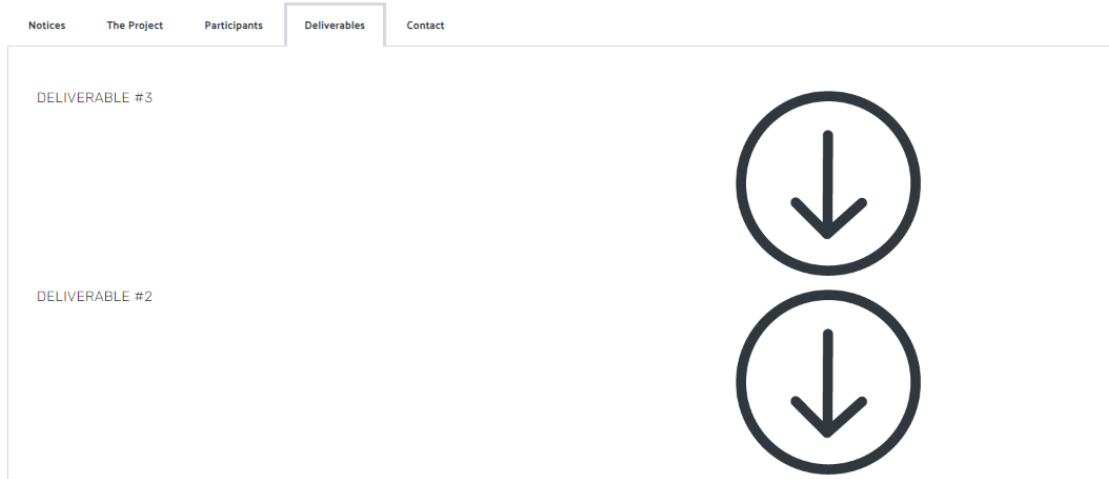 Notices The Project Participants Deliverables Contact
DELIVERABLE #3
DELIVERABLE #2